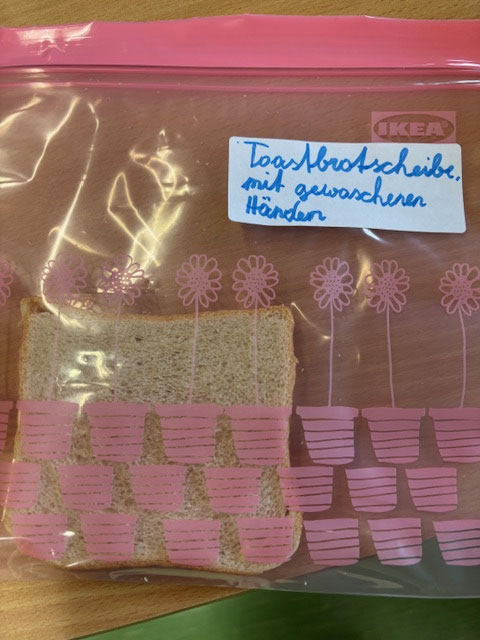 IKEA
Toastbrotscheibe,
mit gewaschenen
Händen